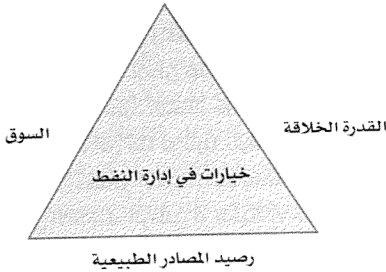 القدرة الخلاقة
السوق
خيارات في إدارة النفط
رصيد المصادر الطبيعية